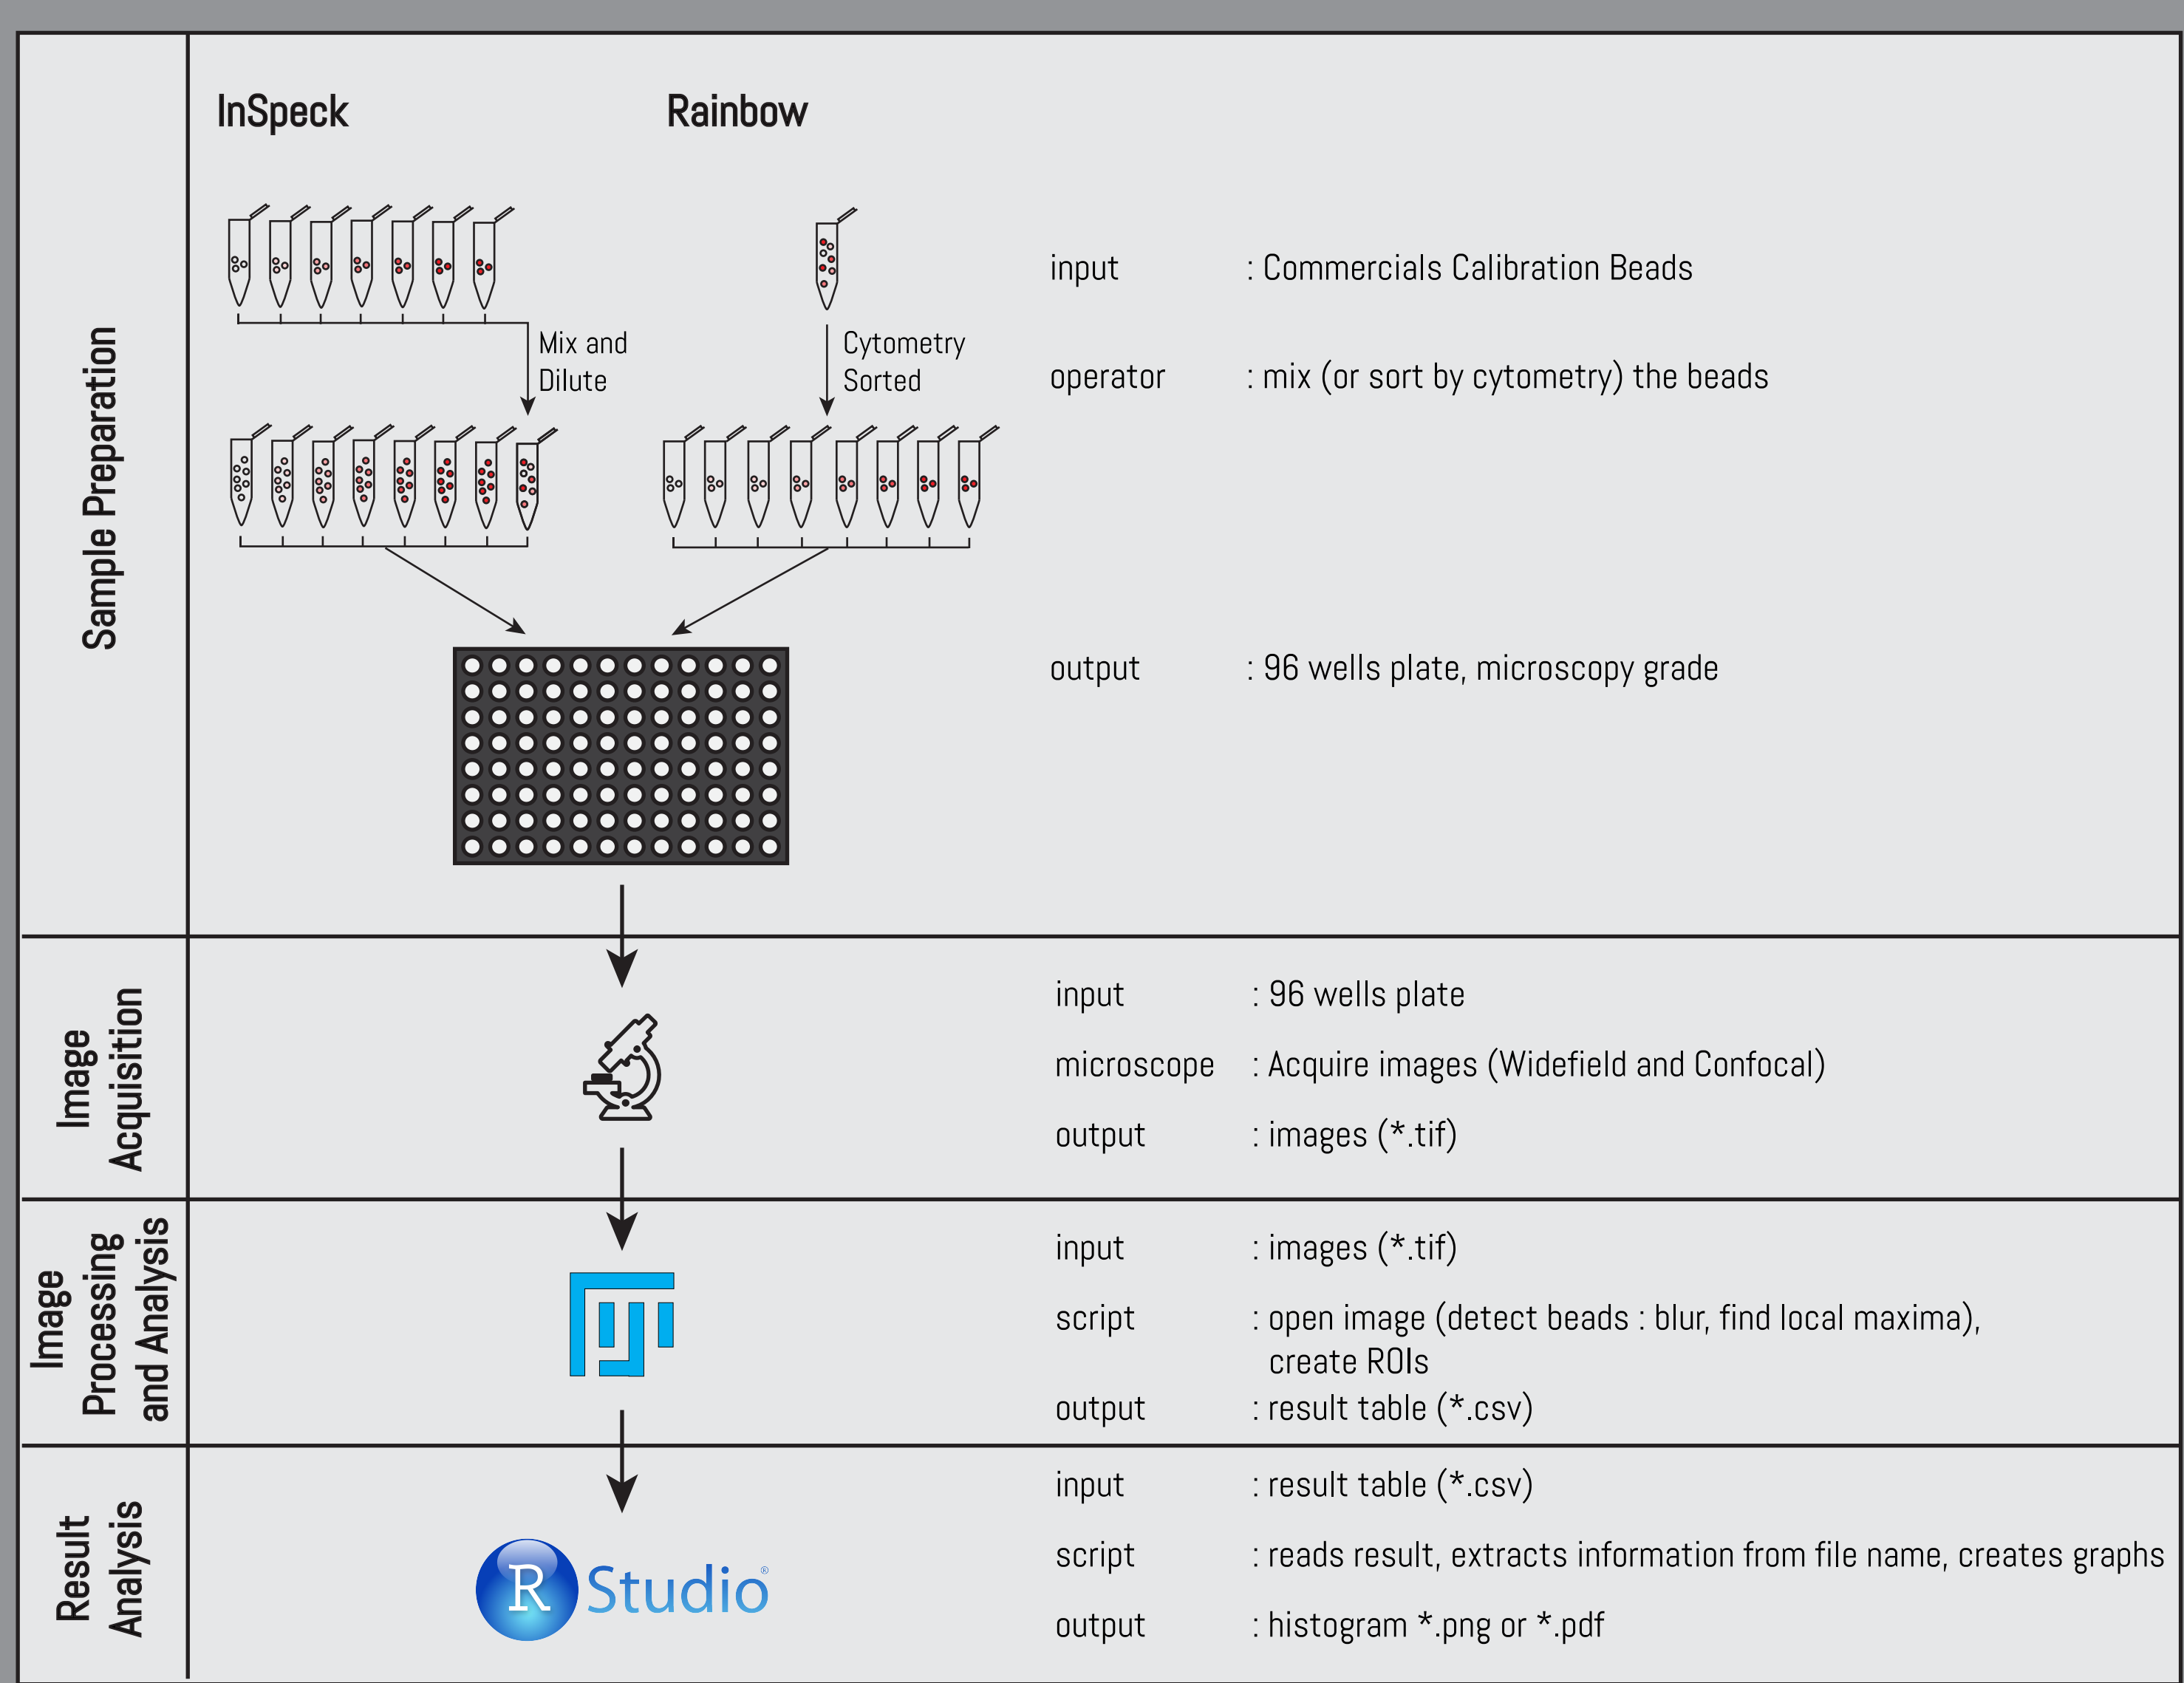 Sample Preparation
InSpeck
Rainbow
Mix and
Dilute
Cytometry
Sorted
input : Commercials Calibration Beads
operator : mix (or sort by cytometry) the beads
output : 96 wells plate, microscopy grade
Image
Acquisition
input : 96 wells plate
microscope : Acquire images (Widefield and Confocal)
output : images (*.tif)
Image
Processing
and Analysis
input : images (*.tif)
script : open image (detect beads : blur, find local maxima),
create ROIs
output : result table (*.csv)
Result
Analysis
R Studio®
input : result table (*.csv)
script : reads result, extracts information from file name, creates graphs
output : histogram *.png or *.pdf